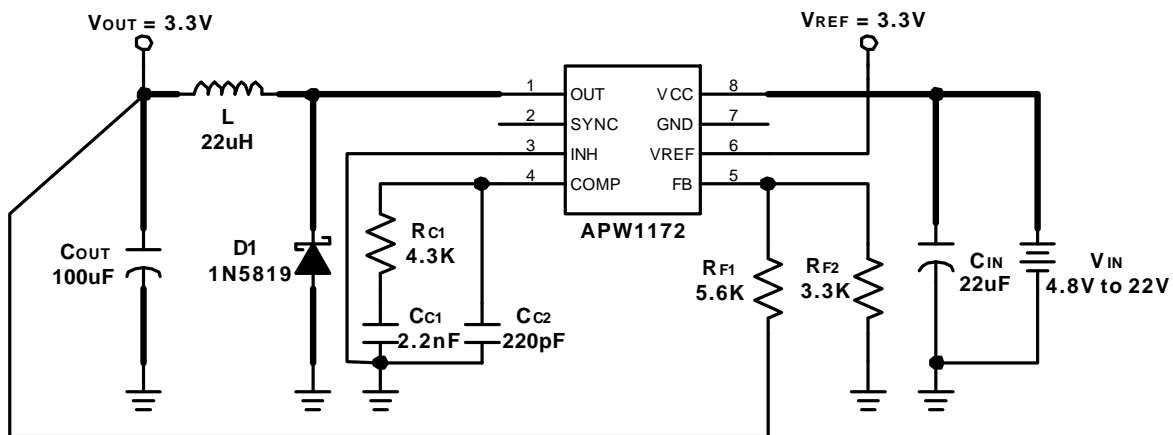 VOUT = 3.3V
VREF = 3.3V
L
22uH
1
2
3
4
OUT
SYNC
INH
COMP
VCC
GND
VREF
FB
8
7
6
5
APW1172
COUT
100uF
D1
1N5819
RC1
4.3K
CC1
2.2nF
CC2
220pF
RF1
5.6K
RF2
3.3K
CIN
22uF
VIN
4.8V to 22V